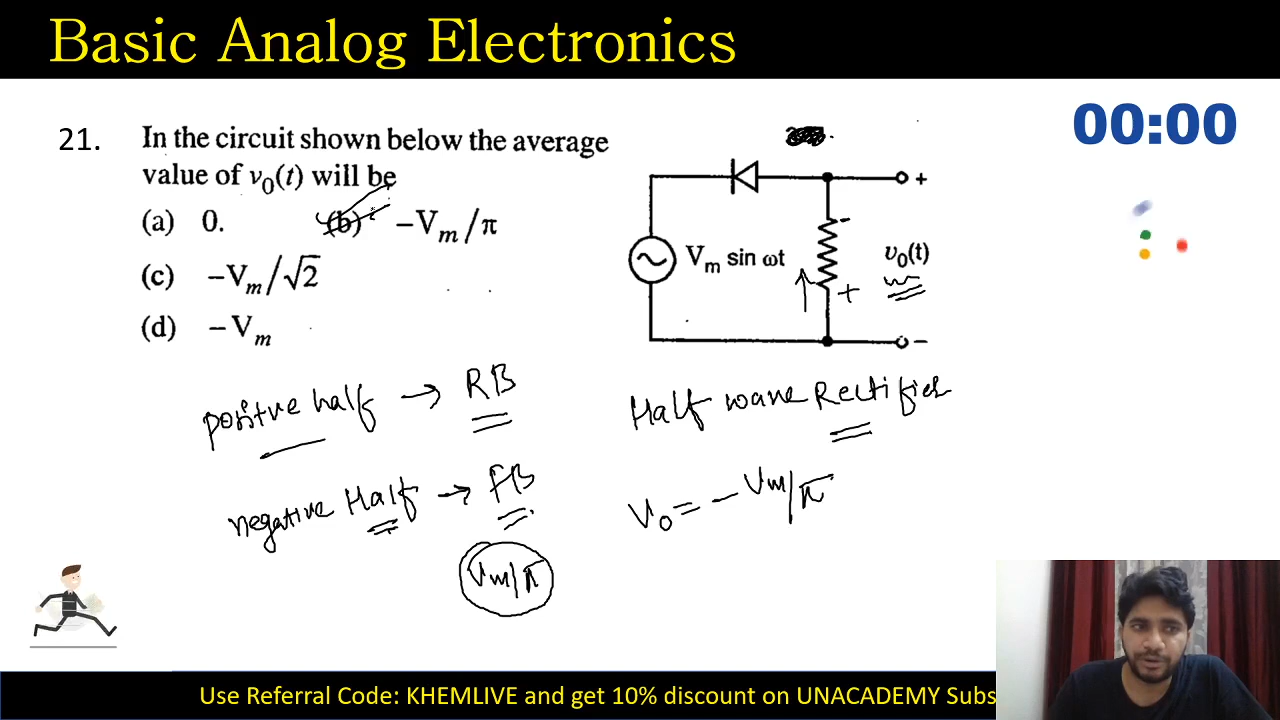 Basic Analog Electronics
00:00
21. In the circuit shown below the average
value of v₀(t) will be
(a) 0. (b) −Vₘ/π
(c) −Vₘ/√2
(d) −Vₘ
+
Vₘ sin ωt
-
υ₀(t)
+
−
positive half → RB
Half wave Rectifier
negative Half → FB
V₀ = − Vm/π
Vm/π
Use Referral Code: KHEMLIVE and get 10% discount on UNACADEMY Subs